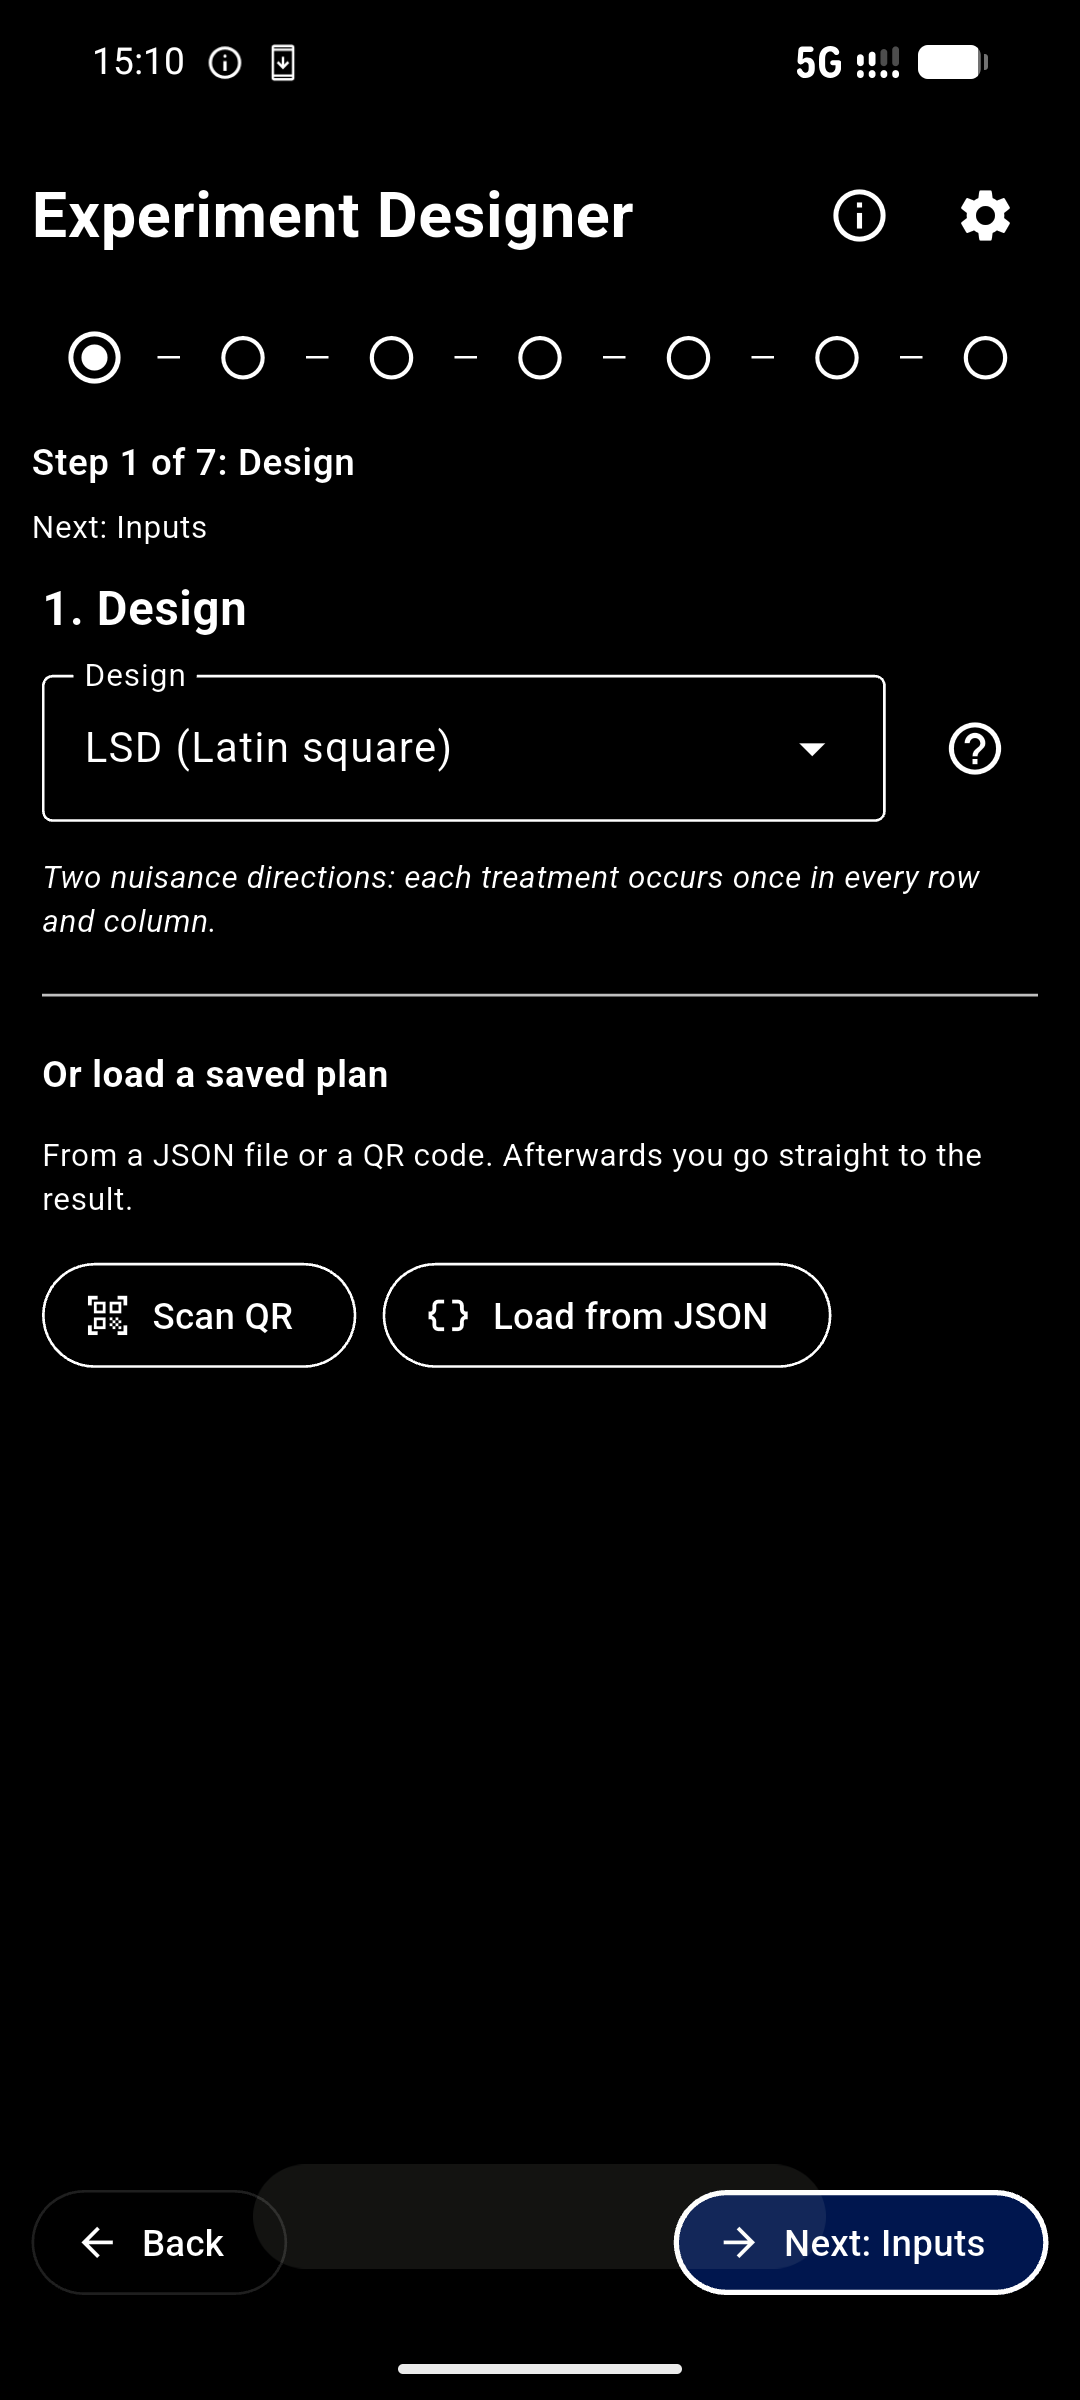 15:10
5G
Experiment Designer
Step 1 of 7: Design
Next: Inputs
1. Design
Design
LSD (Latin square)
Two nuisance directions: each treatment occurs once in every row
and column.
Or load a saved plan
From a JSON file or a QR code. Afterwards you go straight to the
result.
Scan QR
Load from JSON
Back
Next: Inputs